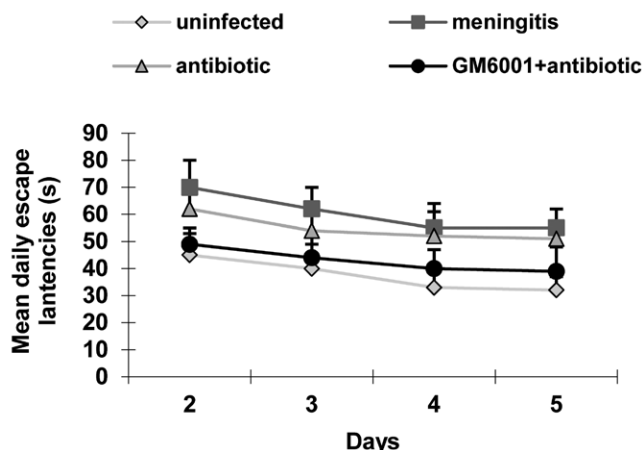 uninfected
meningitis
antibiotic
GM6001+antibiotic
Mean daily escape
lantencies (s)
90
80
70
60
50
40
30
20
10
0
2 3 4 5
Days